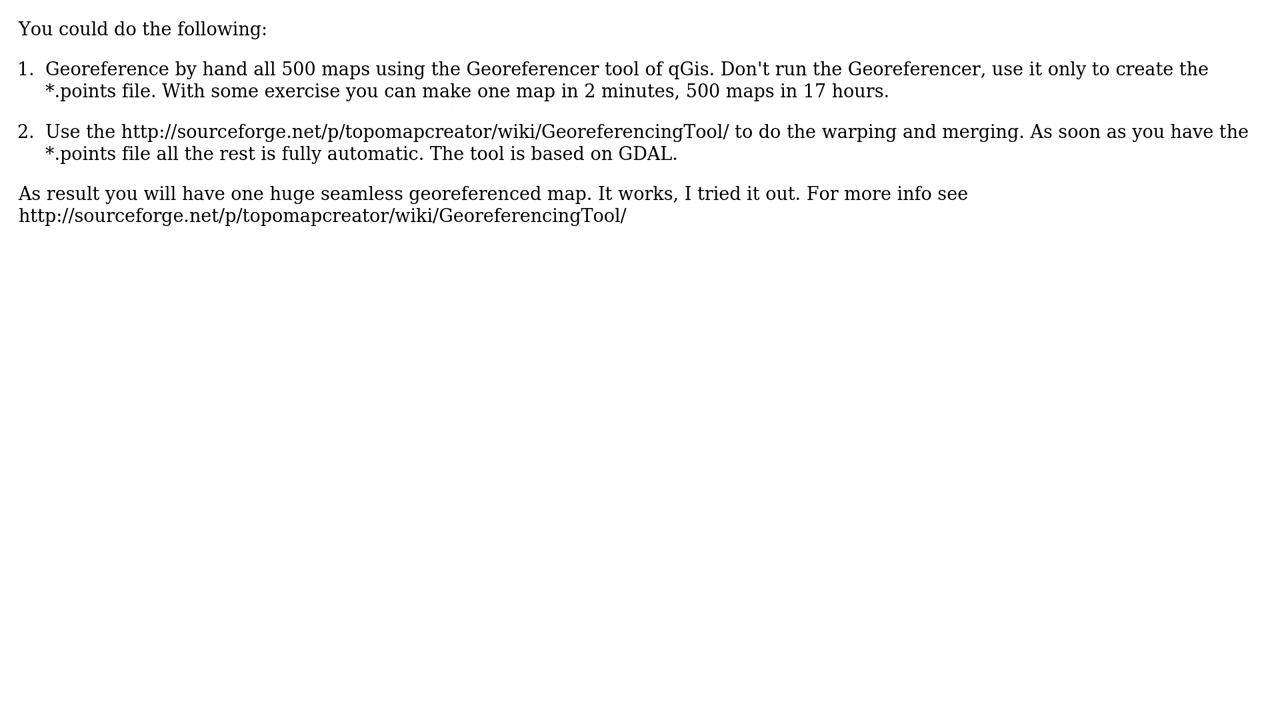 You could do the following:
1. Georeference by hand all 500 maps using the Georeferencer tool of qGis. Don't run the Georeferencer, use it only to create the
*.points file. With some exercise you can make one map in 2 minutes, 500 maps in 17 hours.
2. Use the http://sourceforge.net/p/topomapcreator/wiki/GeoreferencingTool/ to do the warping and merging. As soon as you have the
*.points file all the rest is fully automatic. The tool is based on GDAL.
As result you will have one huge seamless georeferenced map. It works, I tried it out. For more info see
http://sourceforge.net/p/topomapcreator/wiki/GeoreferencingTool/